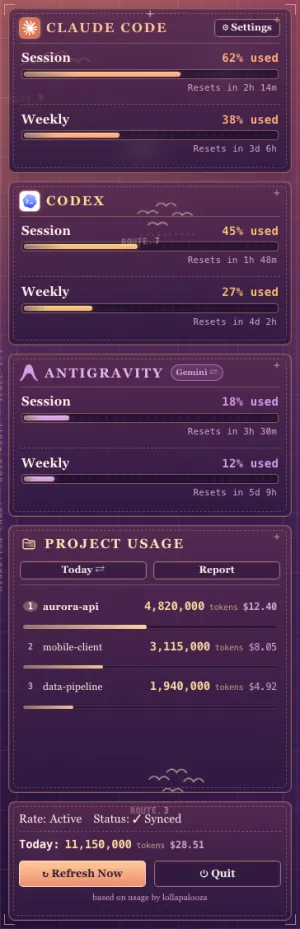 CLAUDE CODE
Settings
Session 62% used
Resets in 2h 14m
Weekly 38% used
Resets in 3d 6h
CODEX
Session 45% used
ROUTE. 7
Resets in 1h 48m
Weekly 27% used
Resets in 4d 2h
ANTIGRAVITY Gemini
Session 18% used
Resets in 3h 30m
Weekly 12% used
Resets in 5d 9h
PROJECT USAGE
Today Report
1 aurora-api 4,820,000 tokens $12.40
2 mobile-client 3,115,000 tokens $8.05
3 data-pipeline 1,940,000 tokens $4.92
ROUTE. 3
Rate: Active Status: ✓ Synced
Today: 11,150,000 tokens $28.51
↻ Refresh Now ⏻ Quit
based on usage by lollapalooza